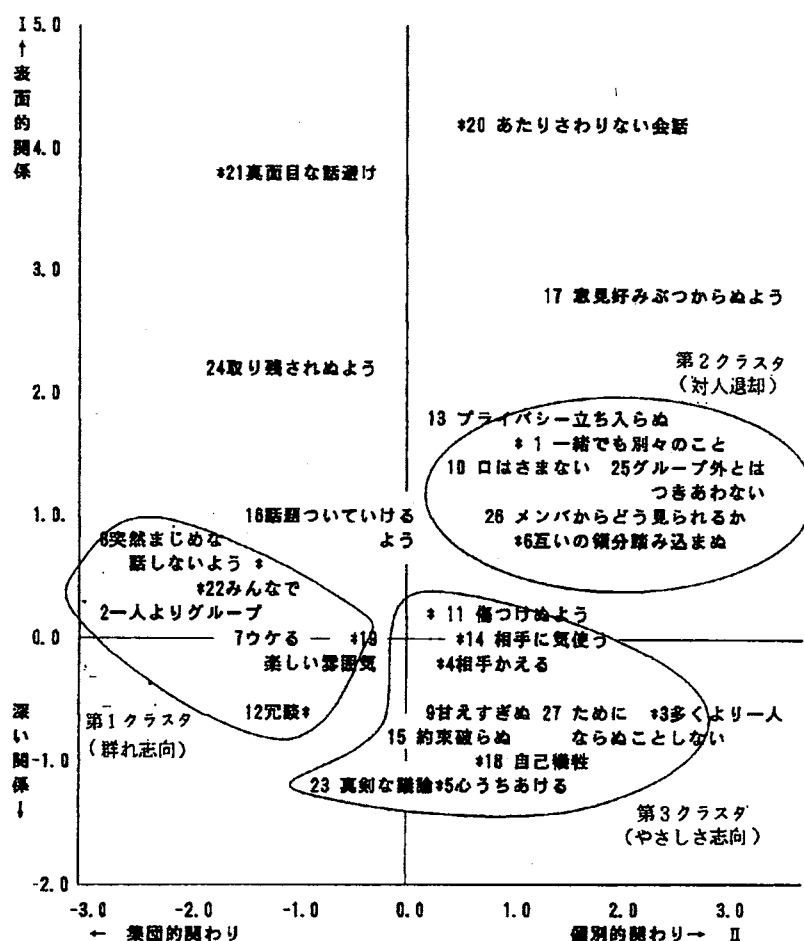 I 5.0
↑
表
面
的
関
係
4.0
3.0
2.0
1.0
0.0
-1.0
-2.0
深
い
関
係
↓
*20 あたりさわりない会話
*21真面目な話避け
17 意見好みぶつからぬよう
24取り残されぬよう
第2クラスタ
(対人退却)
13 プライバシー立ち入らぬ
* 1 一緒でも別々のこと
10 口はさまない 25グループ外とは
つきあわない
16話題ついていける
よう
26 メンバからどう見られるか
*6互いの領分踏み込まぬ
8突然まじめな
話しないよう *
*22みんなで
2一人よりグループ
7ウケる *19
楽しい雰囲気
12冗談*
第1クラスタ
(群れ志向)
* 11 傷つけぬよう
*14 相手に気使う
*4相手かえる
9甘えすぎぬ 27 ために *3多くより一人
15 約束破らぬ ならぬことしない
*18 自己犠牲
23 真剣な議論*5心うちあける
第3クラスタ
(やさしさ志向)
-3.0 -2.0 -1.0 0.0 1.0 2.0 3.0
← 集団的関わり 個別的関わり→ II